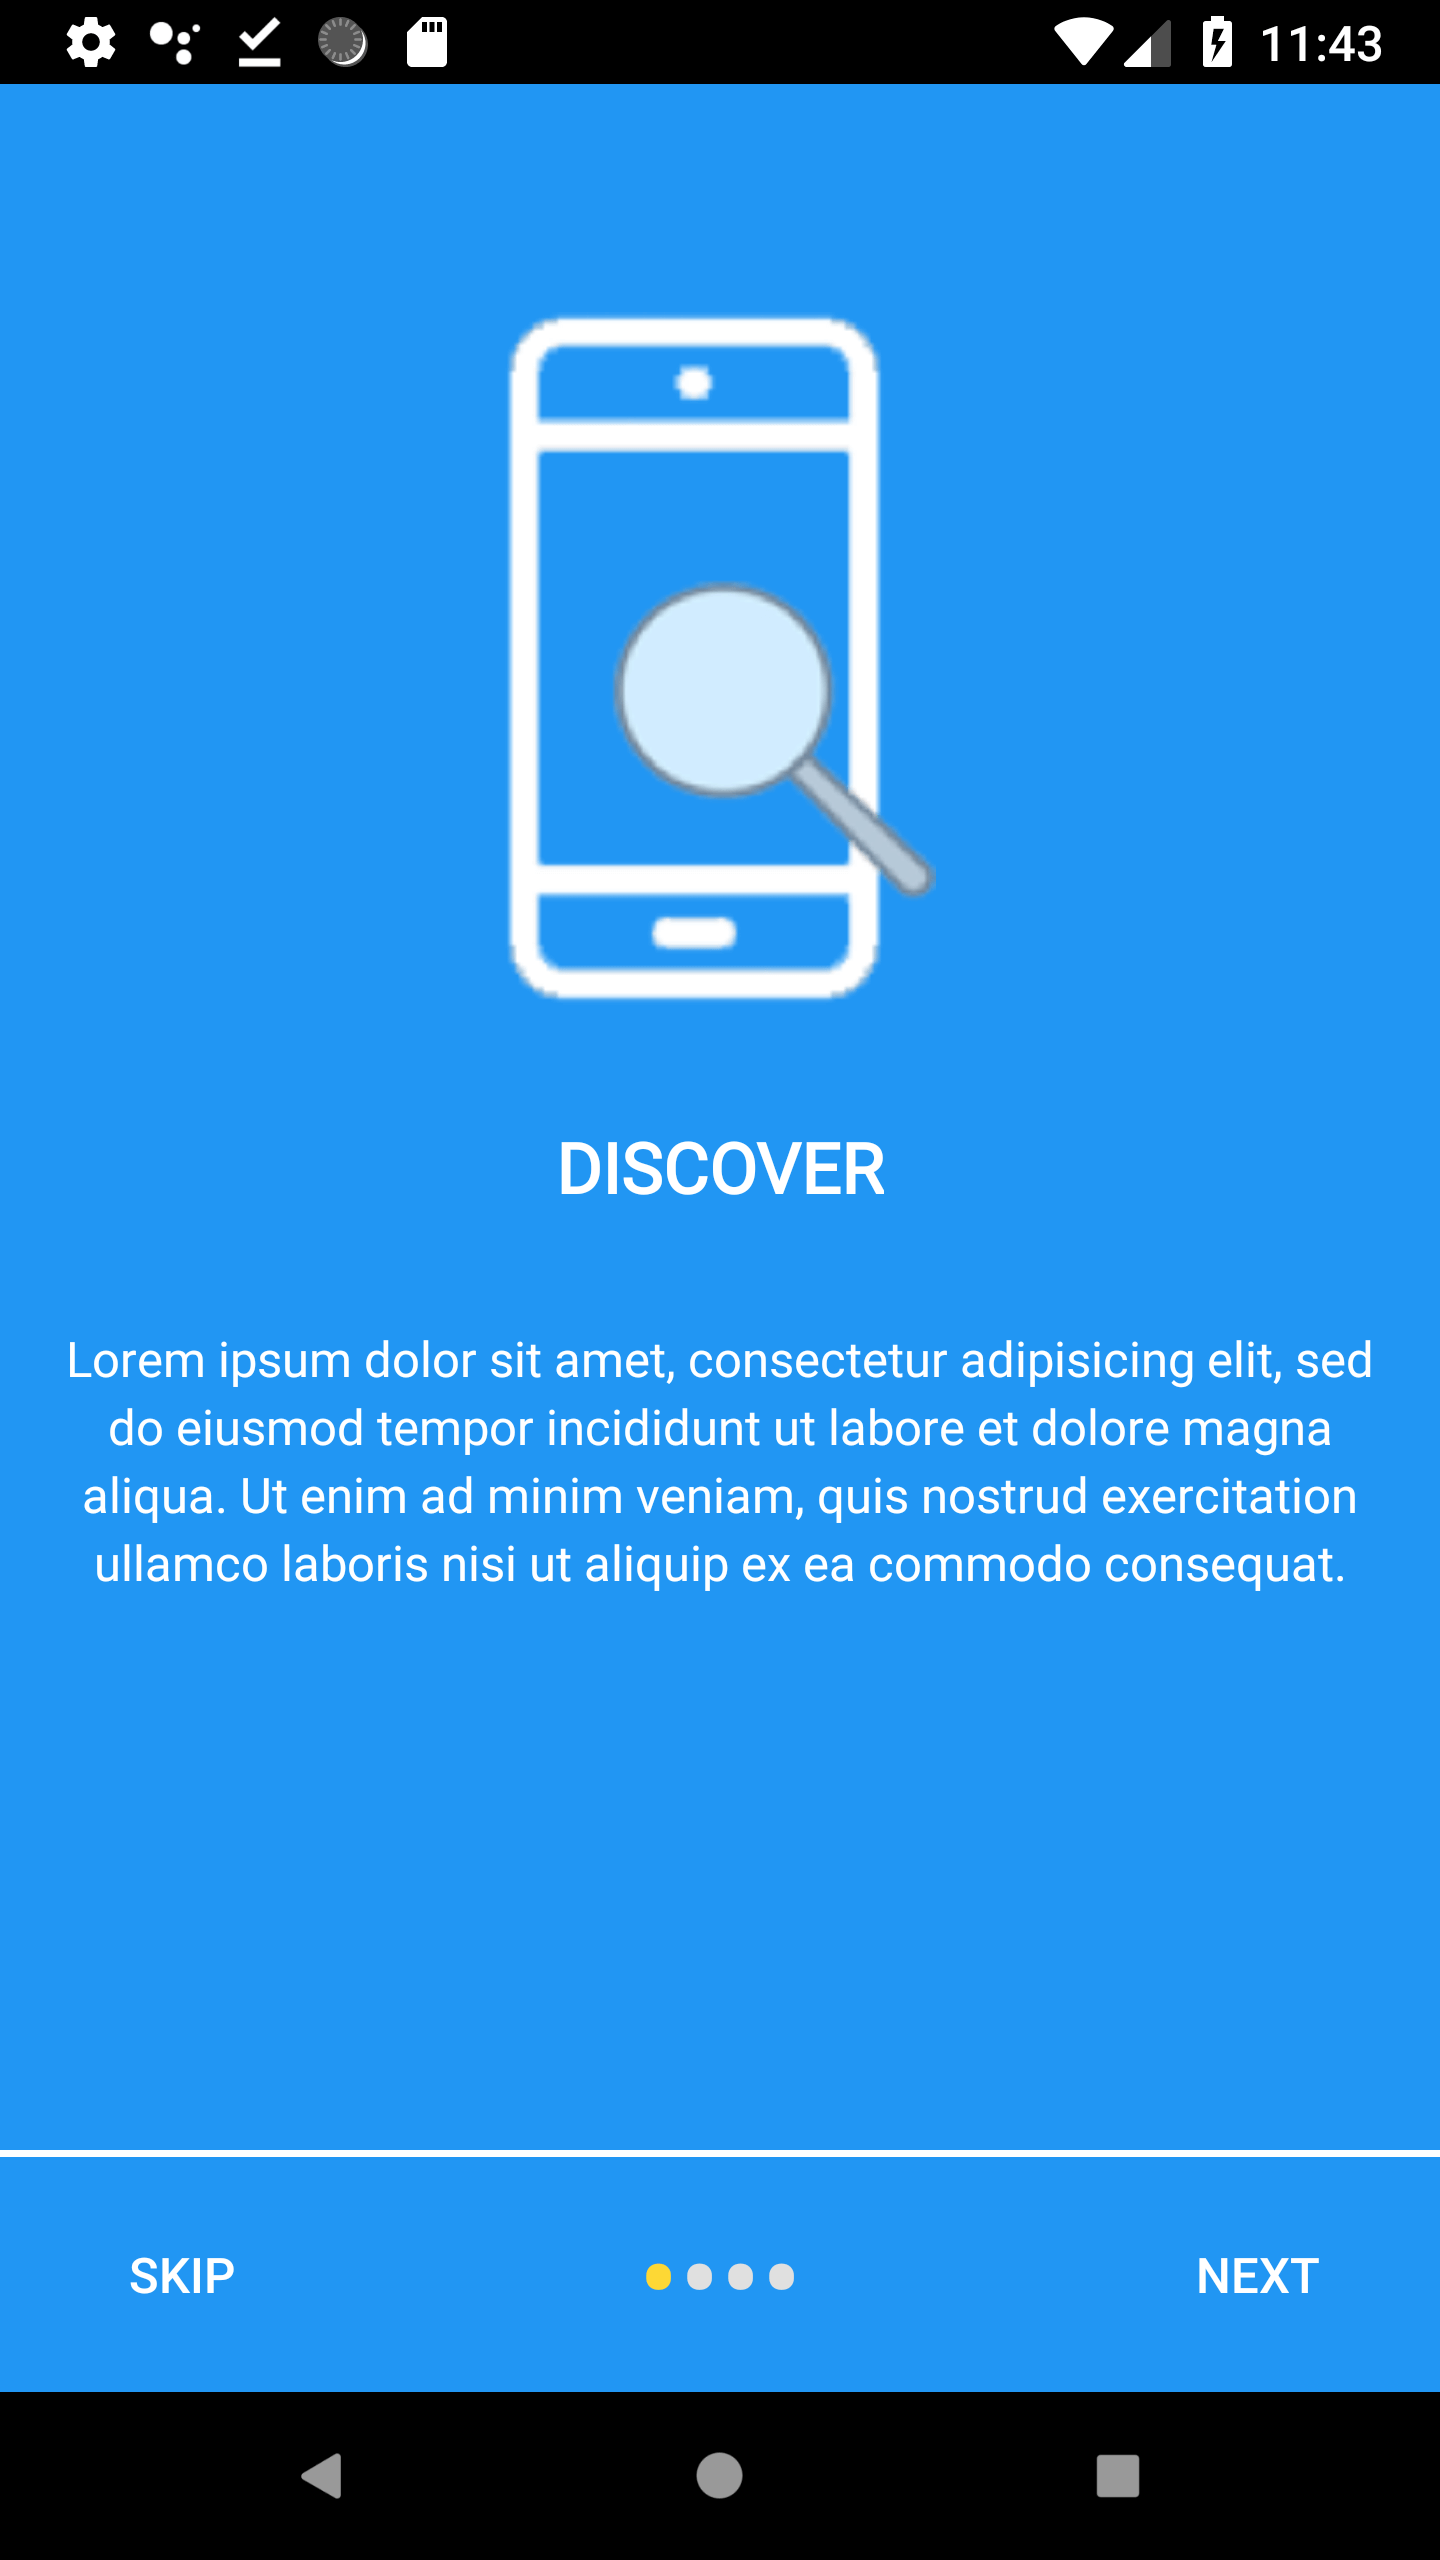 11:43
DISCOVER
Lorem ipsum dolor sit amet, consectetur adipisicing elit, sed
do eiusmod tempor incididunt ut labore et dolore magna
aliqua. Ut enim ad minim veniam, quis nostrud exercitation
ullamco laboris nisi ut aliquip ex ea commodo consequat.
SKIP
NEXT